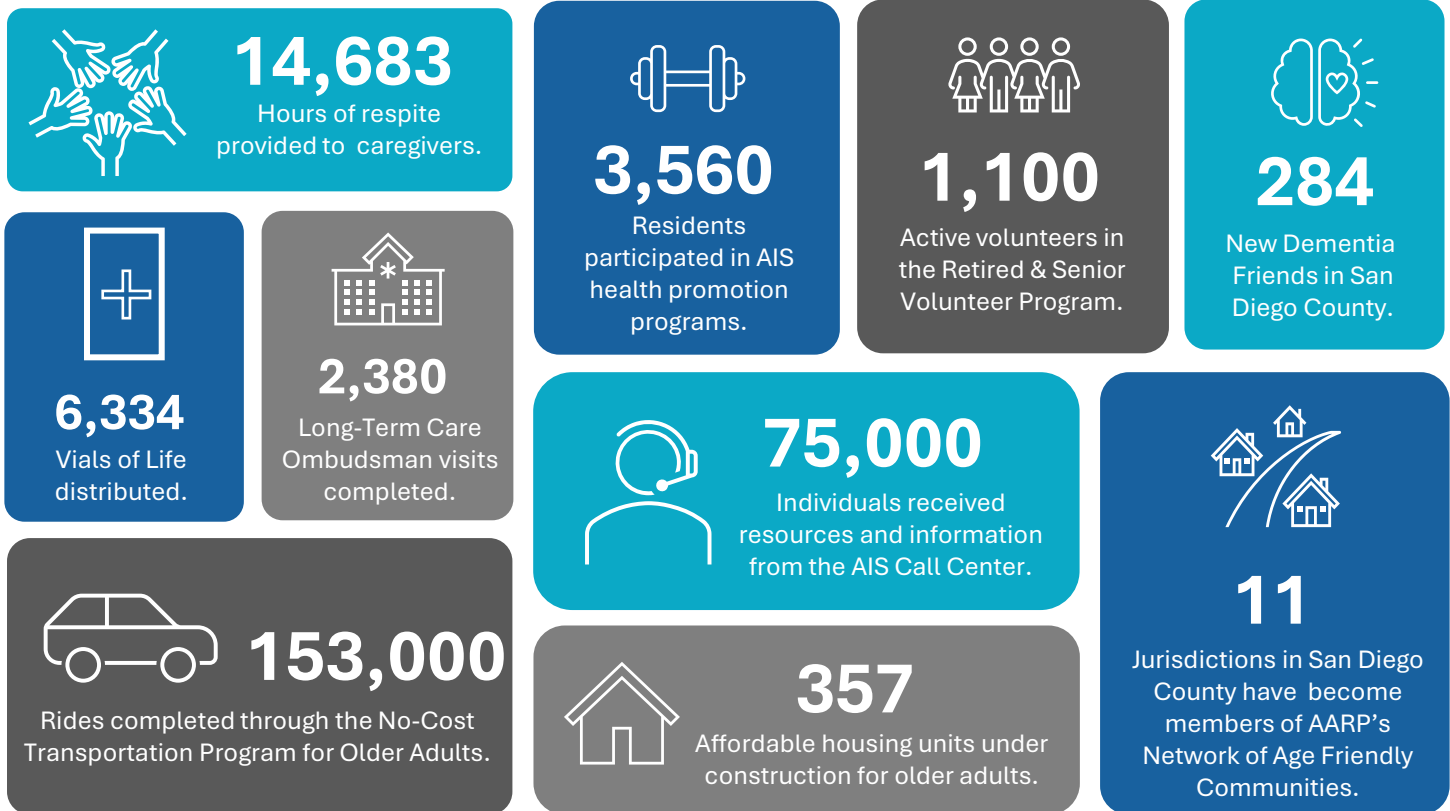 14,683
Hours of respite
provided to caregivers.
3,560
Residents
participated in AIS
health promotion
programs.
1,100
Active volunteers in
the Retired & Senior
Volunteer Program.
284
New Dementia
Friends in San
Diego County.
6,334
Vials of Life
distributed.
2,380
Long-Term Care
Ombudsman visits
completed.
75,000
Individuals received
resources and information
from the AIS Call Center.
11
Jurisdictions in San Diego
County have become
members of AARP’s
Network of Age Friendly
Communities.
153,000
Rides completed through the No-Cost
Transportation Program for Older Adults.
357
Affordable housing units under
construction for older adults.